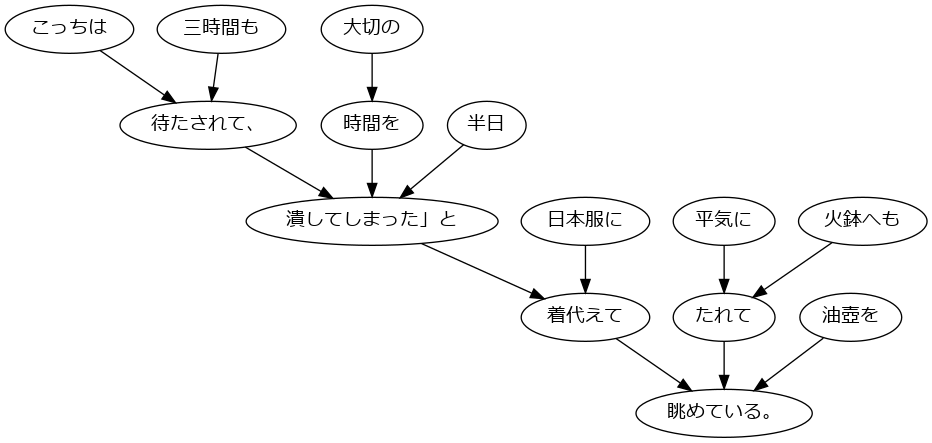 こっちは
三時間も
大切の
待たされて、
時間を
半日
潰してしまった」と
日本服に
平気に
火鉢へも
着代えて
たれて
油壺を
眺めている。